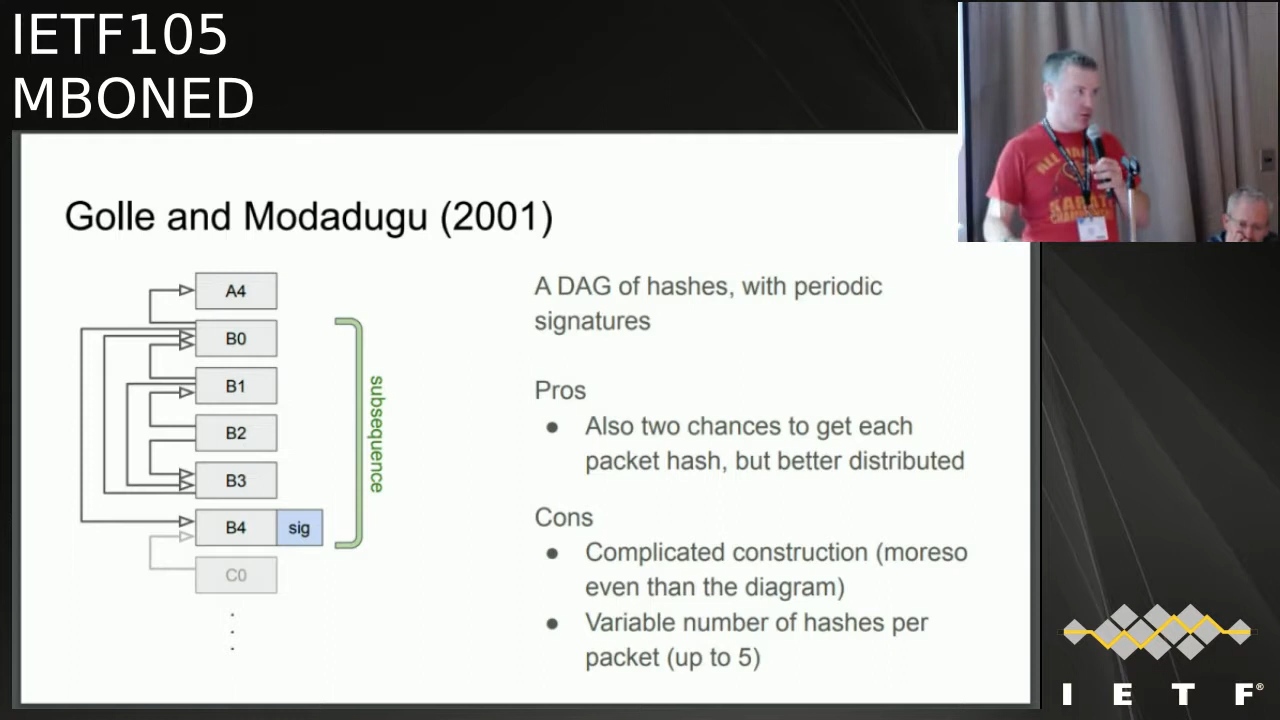 IETF105
MBONED
Golle and Modadugu (2001)
A4
B0
B1
B2
B3
B4
sig
C0
subsequence
A DAG of hashes, with periodic
signatures
Pros
● Also two chances to get each
packet hash, but better distributed
Cons
● Complicated construction (moreso
even than the diagram)
● Variable number of hashes per
packet (up to 5)
KARATE
I E T F®